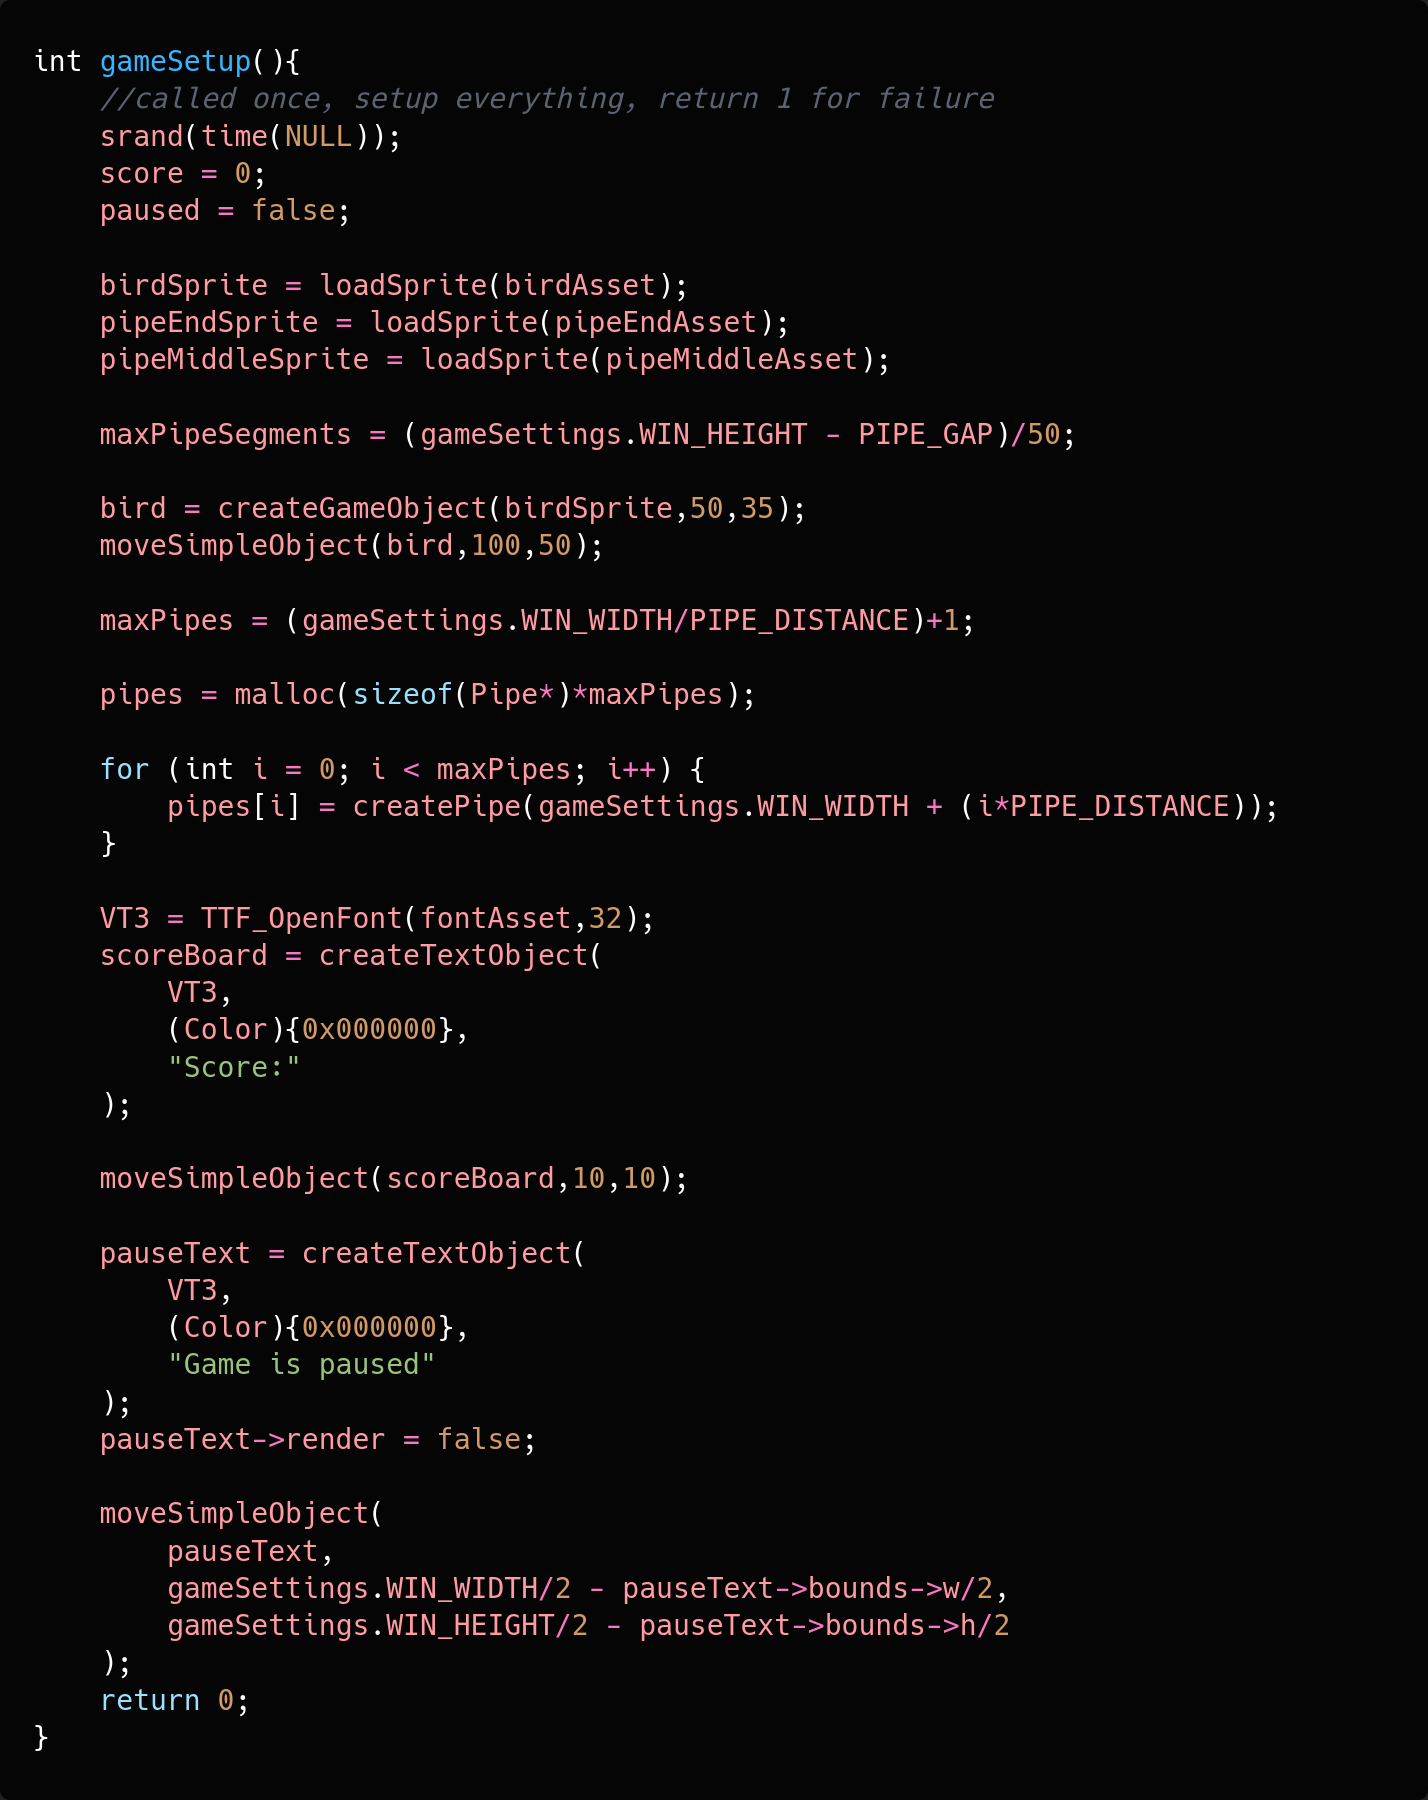 int gameSetup(){
    //called once, setup everything, return 1 for failure
    srand(time(NULL));
    score = 0;
    paused = false;

    birdSprite = loadSprite(birdAsset);
    pipeEndSprite = loadSprite(pipeEndAsset);
    pipeMiddleSprite = loadSprite(pipeMiddleAsset);

    maxPipeSegments = (gameSettings.WIN_HEIGHT - PIPE_GAP)/50;

    bird = createGameObject(birdSprite,50,35);
    moveSimpleObject(bird,100,50);

    maxPipes = (gameSettings.WIN_WIDTH/PIPE_DISTANCE)+1;

    pipes = malloc(sizeof(Pipe*)*maxPipes);

    for (int i = 0; i < maxPipes; i++) {
        pipes[i] = createPipe(gameSettings.WIN_WIDTH + (i*PIPE_DISTANCE));
    }

    VT3 = TTF_OpenFont(fontAsset,32);
    scoreBoard = createTextObject(
        VT3,
        (Color){0x000000},
        "Score:"
    );

    moveSimpleObject(scoreBoard,10,10);

    pauseText = createTextObject(
        VT3,
        (Color){0x000000},
        "Game is paused"
    );
    pauseText->render = false;

    moveSimpleObject(
        pauseText,
        gameSettings.WIN_WIDTH/2 - pauseText->bounds->w/2,
        gameSettings.WIN_HEIGHT/2 - pauseText->bounds->h/2
    );
    return 0;
}